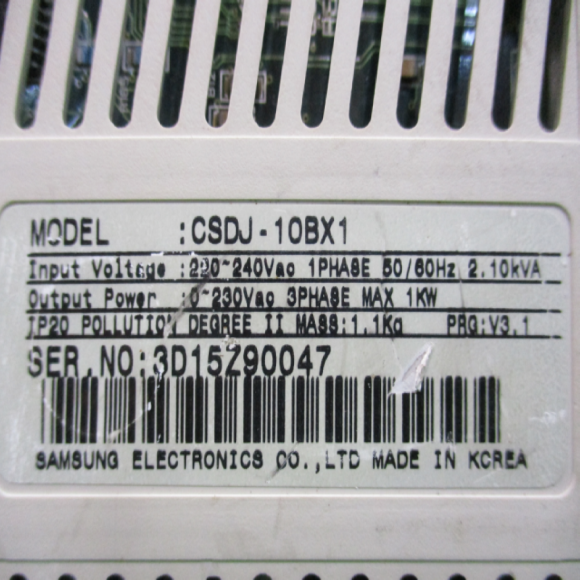 MODEL :CSDJ-10BX1
Input Voltage :220~240Vac 1PHASE 50/60Hz 2.10kVA
Output Power :0~230Vac 3PHASE MAX 1KW
IP20 POLLUTION DEGREE II MASS:1.1Kg PRG:V3.1
SER.NO:3D15Z90047
SAMSUNG ELECTRONICS CO.,LTD MADE IN KOREA